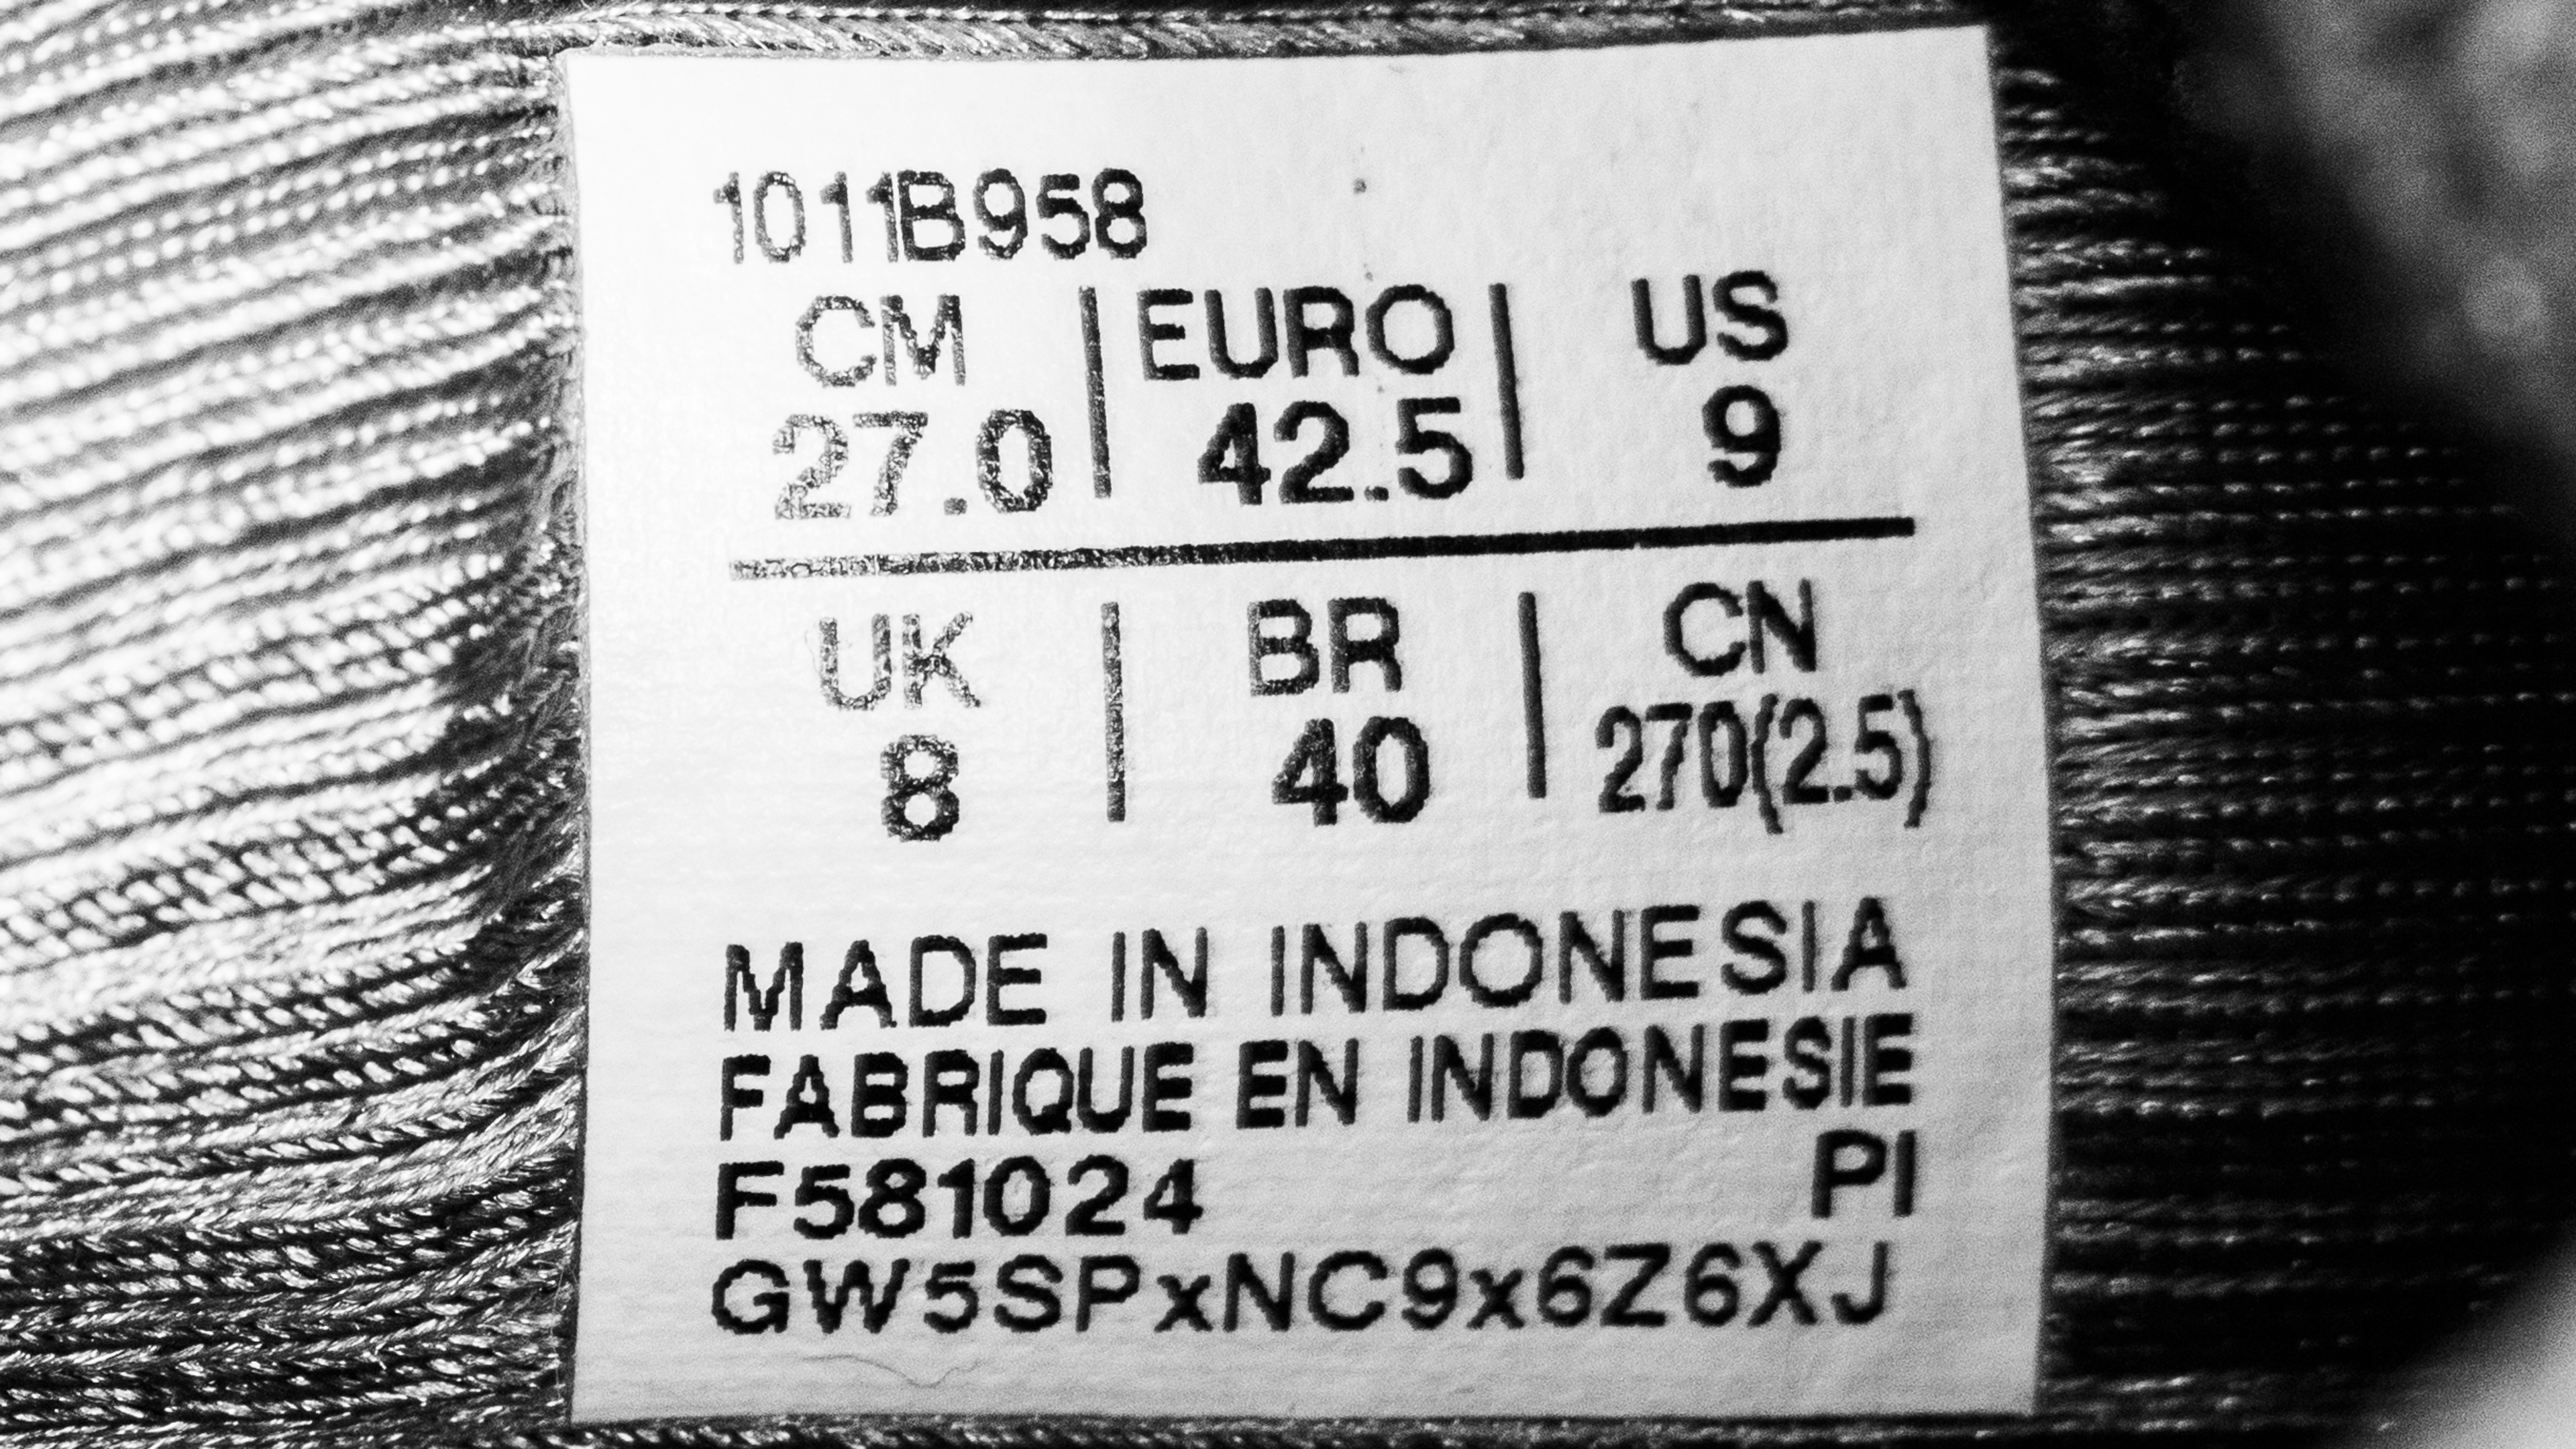 1011B958
CM | EURO | US
27.0 | 42.5 | 9
UK | BR | CN
8 | 40 | 270(2.5)
MADE IN INDONESIA
FABRIQUE EN INDONESIE
F581024 PI
GW5SPxNC9x6Z6XJ